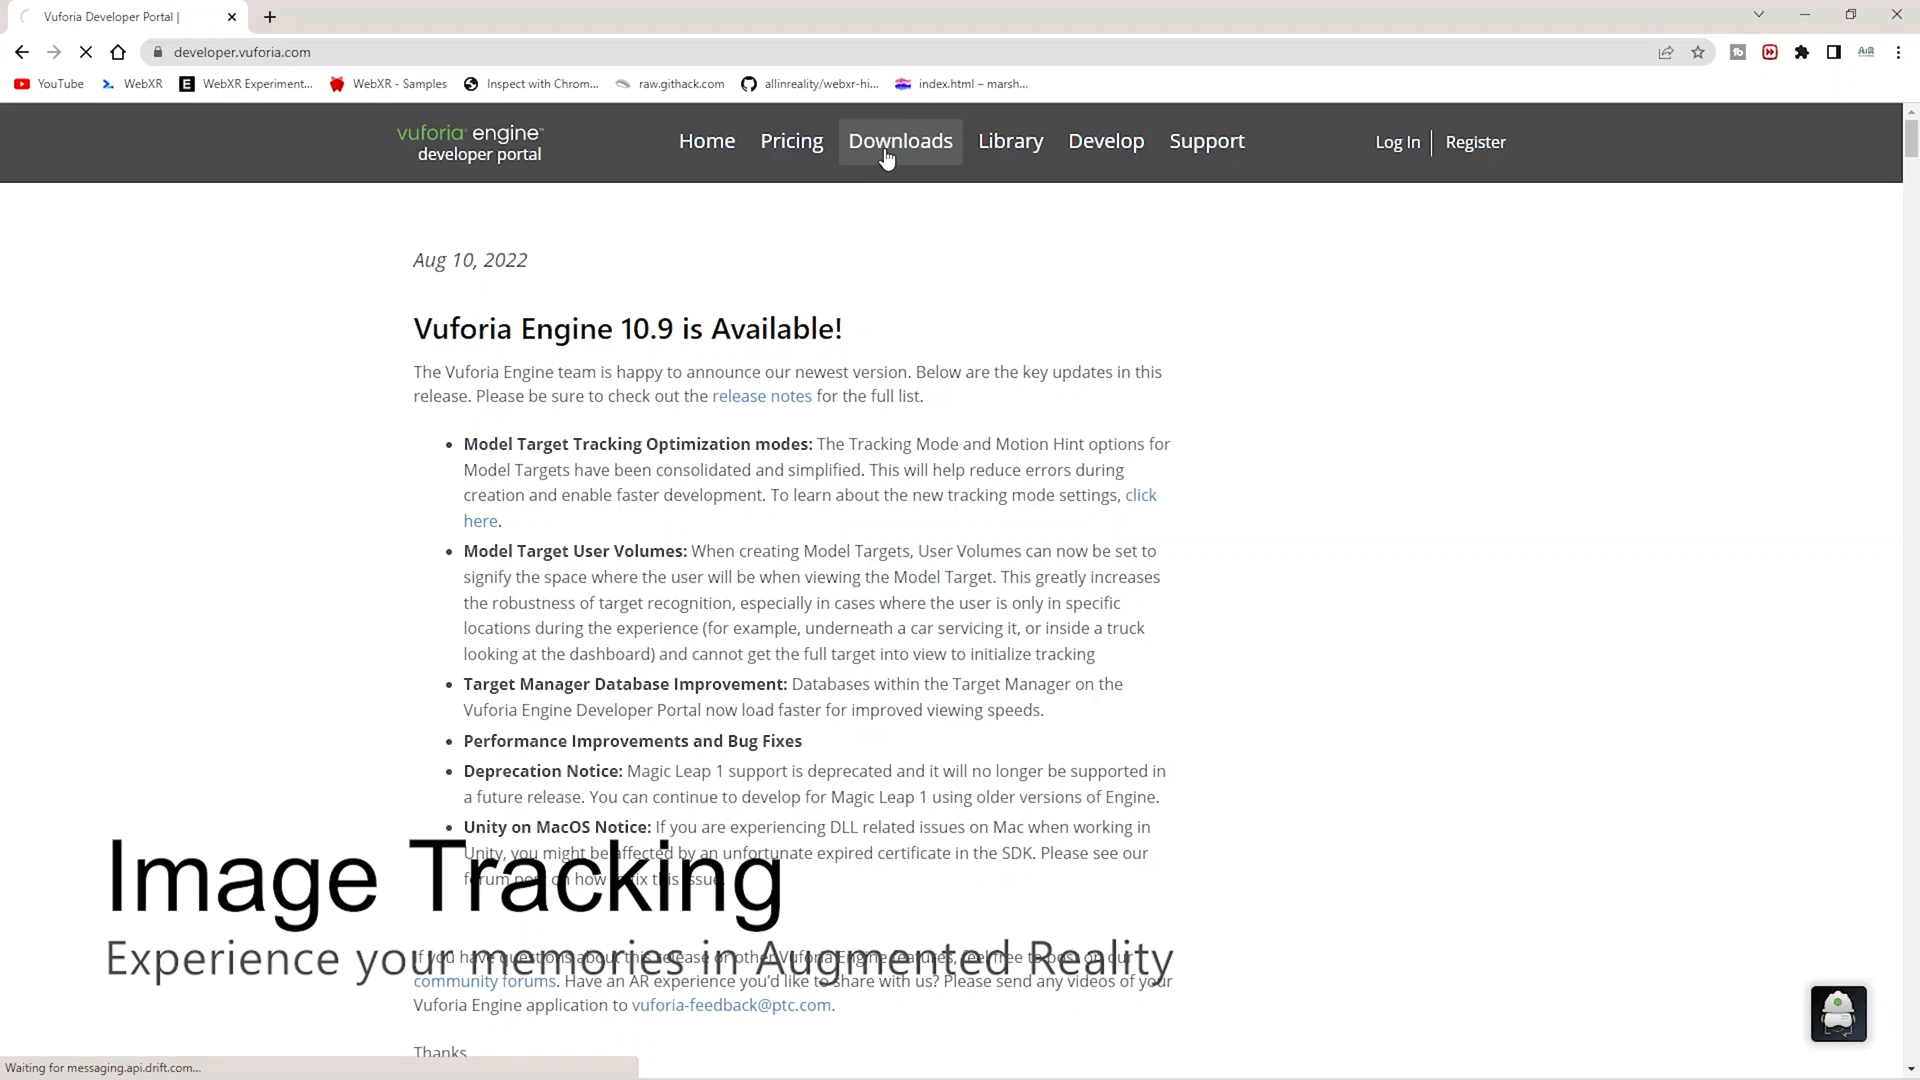 Vuforia Developer Portal |
developer.vuforia.com
YouTube
WebXR
WebXR Experiment...
WebXR - Samples
Inspect with Chrom...
raw.githack.com
allinreality/webxr-hi...
index.html – marsh...
vuforia engine™
developer portal
Home
Pricing
Downloads
Library
Develop
Support
Log In
Register
Aug 10, 2022
Vuforia Engine 10.9 is Available!
The Vuforia Engine team is happy to announce our newest version. Below are the key updates in this
release. Please be sure to check out the release notes for the full list.
• Model Target Tracking Optimization modes: The Tracking Mode and Motion Hint options for
Model Targets have been consolidated and simplified. This will help reduce errors during
creation and enable faster development. To learn about the new tracking mode settings, click
here.
• Model Target User Volumes: When creating Model Targets, User Volumes can now be set to
signify the space where the user will be when viewing the Model Target. This greatly increases
the robustness of target recognition, especially in cases where the user is only in specific
locations during the experience (for example, underneath a car servicing it, or inside a truck
looking at the dashboard) and cannot get the full target into view to initialize tracking
• Target Manager Database Improvement: Databases within the Target Manager on the
Vuforia Engine Developer Portal now load faster for improved viewing speeds.
• Performance Improvements and Bug Fixes
• Deprecation Notice: Magic Leap 1 support is deprecated and it will no longer be supported in
a future release. You can continue to develop for Magic Leap 1 using older versions of Engine.
• Unity on MacOS Notice: If you are experiencing DLL related issues on Mac when working in
Unity, you might be affected by an unfortunate expired certificate in the SDK. Please see our
forum post on how to fix this issue.
Image Tracking
Experience your memories in Augmented Reality
If you have questions about this release or other Vuforia Engine features, feel free to post on our
community forums. Have an AR experience you'd like to share with us? Please send any videos of your
Vuforia Engine application to vuforia-feedback@ptc.com.
Thanks
Waiting for messaging.api.drift.com...